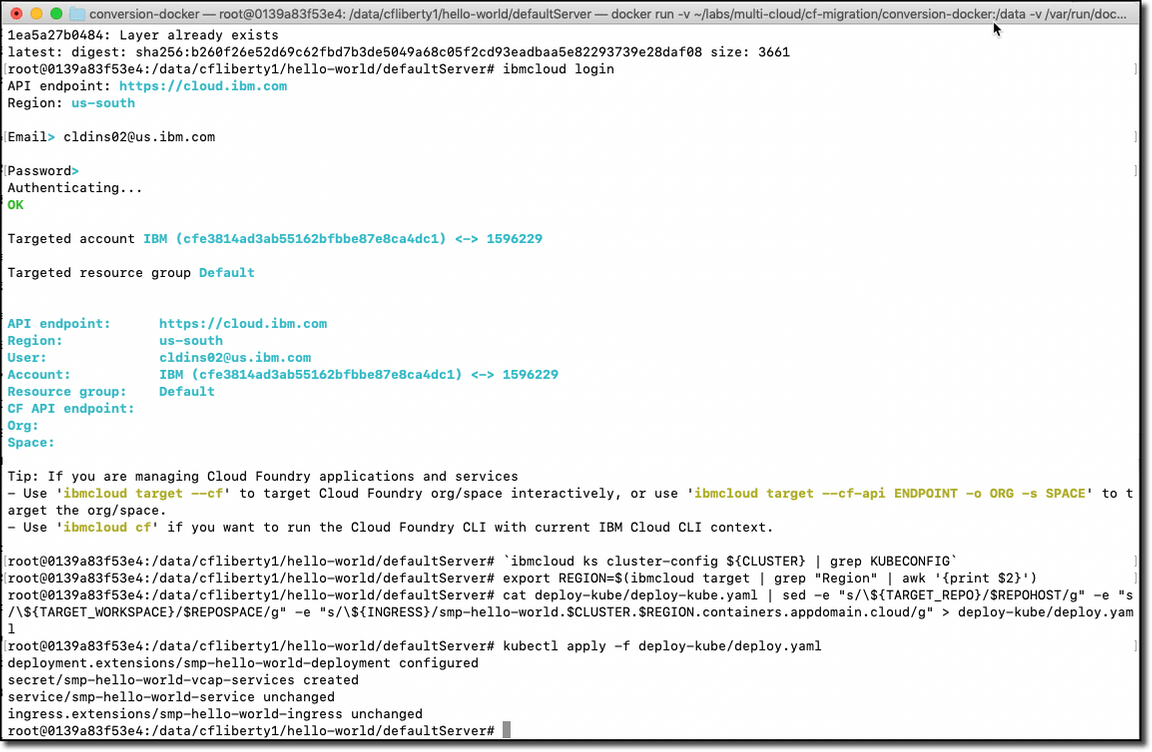 conversion-docker — root@0139a83f53e4: /data/cfliberty1/hello-world/defaultServer — docker run -v ~/labs/multi-cloud/cf-migration/conversion-docker:/data -v /var/run/doc...
1ea5a27b0484: Layer already exists
latest: digest: sha256:b260f26e52d69c62fbd7b3de5049a68c05f2cd93eadbaa5e82293739e28daf08 size: 3661
root@0139a83f53e4:/data/cfliberty1/hello-world/defaultServer# ibmcloud login
API endpoint: https://cloud.ibm.com
Region: us-south
Email> cldins02@us.ibm.com
Password>
Authenticating...
OK
Targeted account IBM (cfe3814ad3ab55162bfbbe87e8ca4dc1) <-> 1596229
Targeted resource group Default
API endpoint:      https://cloud.ibm.com
Region:            us-south
User:              cldins02@us.ibm.com
Account:           IBM (cfe3814ad3ab55162bfbbe87e8ca4dc1) <-> 1596229
Resource group:    Default
CF API endpoint:
Org:
Space:
Tip: If you are managing Cloud Foundry applications and services
- Use 'ibmcloud target --cf' to target Cloud Foundry org/space interactively, or use 'ibmcloud target --cf-api ENDPOINT -o ORG -s SPACE' to t
arget the org/space.
- Use 'ibmcloud cf' if you want to run the Cloud Foundry CLI with current IBM Cloud CLI context.
root@0139a83f53e4:/data/cfliberty1/hello-world/defaultServer# `ibmcloud ks cluster-config ${CLUSTER} | grep KUBECONFIG`
root@0139a83f53e4:/data/cfliberty1/hello-world/defaultServer# export REGION=$(ibmcloud target | grep "Region" | awk '{print $2}')
root@0139a83f53e4:/data/cfliberty1/hello-world/defaultServer# cat deploy-kube/deploy-kube.yaml | sed -e "s/\${TARGET_REPO}/$REPOHOST/g" -e "s
/\${TARGET_WORKSPACE}/$REPOSPACE/g" -e "s/\${INGRESS}/smp-hello-world.$CLUSTER.$REGION.containers.appdomain.cloud/g" > deploy-kube/deploy.yam
l
root@0139a83f53e4:/data/cfliberty1/hello-world/defaultServer# kubectl apply -f deploy-kube/deploy.yaml
deployment.extensions/smp-hello-world-deployment configured
secret/smp-hello-world-vcap-services created
service/smp-hello-world-service unchanged
ingress.extensions/smp-hello-world-ingress unchanged
root@0139a83f53e4:/data/cfliberty1/hello-world/defaultServer#